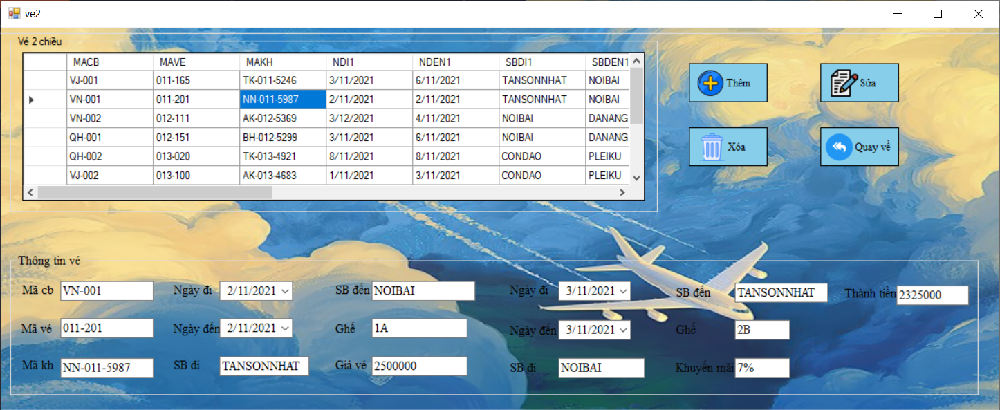 ve2
Vé 2 chiều
MACB MAVE MAKH NDI1 NDEN1 SBDI1 SBDEN1
VJ-001 011-165 TK-011-5246 3/11/2021 6/11/2021 TANSONNHAT NOIBAI
VN-001 011-201 NN-011-5987 2/11/2021 2/11/2021 TANSONNHAT NOIBAI
VN-002 012-111 AK-012-5369 3/12/2021 4/11/2021 NOIBAI DANANG
QH-001 012-151 BH-012-5299 3/11/2021 6/11/2021 NOIBAI DANANG
QH-002 013-020 TK-013-4921 8/11/2021 8/11/2021 CONDAO PLEIKU
VJ-002 013-100 AK-013-4683 1/11/2021 3/11/2021 CONDAO PLEIKU
Thêm Sửa
Xóa Quay về
Thông tin vé
Mã cb VN-001 Ngày đi 2/11/2021 SB đến NOIBAI Ngày đi 3/11/2021 SB đến TANSONNHAT Thành tiền 2325000
Mã vé 011-201 Ngày đến 2/11/2021 Ghế 1A Ngày đến 3/11/2021 Ghế 2B
Mã kh NN-011-5987 SB đi TANSONNHAT Giá vé 2500000 SB đi NOIBAI Khuyến mãi 7%